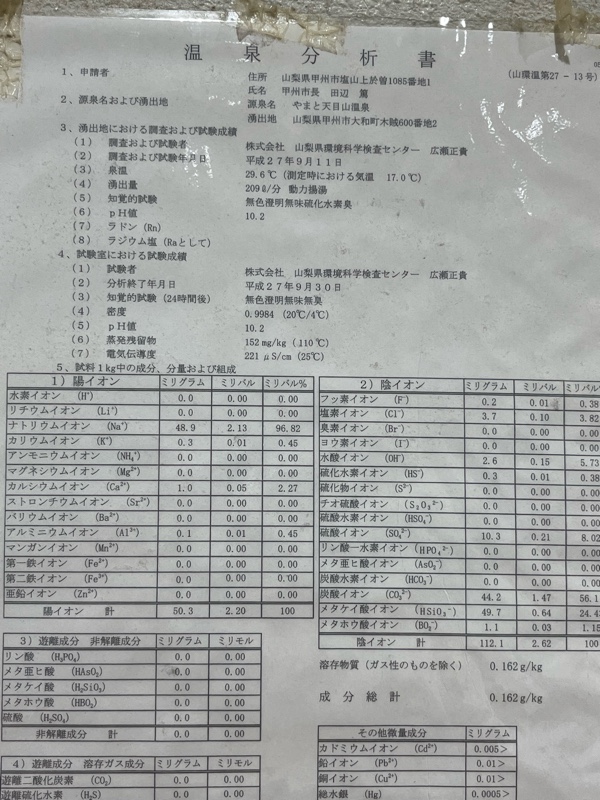 温泉分析書
(山環温第27-13号)
1、申請者 住所 山梨県甲州市塩山上於曽1085番地1
氏名 甲州市長 田辺 篤
2、源泉名および湧出地 源泉名 やまと天目山温泉
湧出地 山梨県甲州市大和町木賊600番地2
3、湧出地における調査および試験成績
(1) 調査および試験者 株式会社 山梨県環境科学検査センター 広瀬正貴
(2) 調査および試験年月日 平成27年9月11日
(3) 泉温 29.6℃ (測定時における気温 17.0℃)
(4) 湧出量 209ℓ/分 動力揚湯
(5) 知覚的試験 無色澄明無味硫化水素臭
(6) pH値 10.2
(7) ラドン (Rn)
(8) ラジウム塩 (Raとして)
4、試験室における試験成績
(1) 試験者 株式会社 山梨県環境科学検査センター 広瀬正貴
(2) 分析終了年月日 平成27年9月30日
(3) 知覚的試験 (24時間後) 無色澄明無味無臭
(4) 密度 0.9984 (20℃/4℃)
(5) pH値 10.2
(6) 蒸発残留物 152mg/kg (110℃)
(7) 電気伝導度 221μS/cm (25℃)
5、試料1kg中の成分、分量および組成
1) 陽イオン ミリグラム ミリバル ミリバル%
水素イオン (H⁺) 0.0 0.00 0.00
リチウムイオン (Li⁺) 0.0 0.00 0.00
ナトリウムイオン (Na⁺) 48.9 2.13 96.82
カリウムイオン (K⁺) 0.3 0.01 0.45
アンモニウムイオン (NH₄⁺) 0.0 0.00 0.00
マグネシウムイオン (Mg²⁺) 0.0 0.00 0.00
カルシウムイオン (Ca²⁺) 1.0 0.05 2.27
ストロンチウムイオン (Sr²⁺) 0.0 0.00 0.00
バリウムイオン (Ba²⁺) 0.0 0.00 0.00
アルミニウムイオン (Al³⁺) 0.1 0.01 0.45
マンガンイオン (Mn²⁺) 0.0 0.00 0.00
第一鉄イオン (Fe²⁺) 0.0 0.00 0.00
第二鉄イオン (Fe³⁺) 0.0 0.00 0.00
亜鉛イオン (Zn²⁺) 0.0 0.00 0.00
陽イオン 計 50.3 2.20 100
2) 陰イオン ミリグラム ミリバル ミリバル
フッ素イオン (F⁻) 0.2 0.01 0.38
塩素イオン (Cl⁻) 3.7 0.10 3.82
臭素イオン (Br⁻) 0.0 0.00 0.00
ヨウ素イオン (I⁻) 0.0 0.00 0.00
水酸イオン (OH⁻) 2.6 0.15 5.73
硫化水素イオン (HS⁻) 0.3 0.01 0.38
硫化物イオン (S²⁻) 0.0 0.00 0.00
チオ硫酸イオン (S₂O₃²⁻) 0.0 0.00 0.00
硫酸水素イオン (HSO₄⁻) 0.0 0.00 0.00
硫酸イオン (SO₄²⁻) 10.3 0.21 8.02
リン酸一水素イオン (HPO₄²⁻) 0.0 0.00 0.00
メタ亜ヒ酸イオン (AsO₂⁻) 0.0 0.00 0.00
炭酸水素イオン (HCO₃⁻) 0.0 0.00 0.00
炭酸イオン (CO₃²⁻) 44.2 1.47 56.1
メタケイ酸イオン (HSiO₃⁻) 49.7 0.64 24.4
メタホウ酸イオン (BO₂⁻) 1.1 0.03 1.15
陰イオン 計 112.1 2.62 100
3) 遊離成分 非解離成分 ミリグラム ミリモル
リン酸 (H₃PO₄) 0.0 0.00
メタ亜ヒ酸 (HAsO₂) 0.0 0.00
メタケイ酸 (H₂SiO₃) 0.0 0.00
メタホウ酸 (HBO₂) 0.0 0.00
硫酸 (H₂SO₄) 0.0 0.00
非解離成分 計 0.0 0.00
溶存物質 (ガス性のものを除く) 0.162g/kg
成分総計 0.162g/kg
4) 遊離成分 溶存ガス成分 ミリグラム ミリモル
遊離二酸化炭素 (CO₂) 0.0 0.00
遊離硫化水素 (H₂S) 0.0 0.00
その他微量成分 ミリグラム
カドミウムイオン (Cd²⁺) 0.005>
鉛イオン (Pb²⁺) 0.01>
銅イオン (Cu²⁺) 0.01>
総水銀 (Hg) 0.0005>